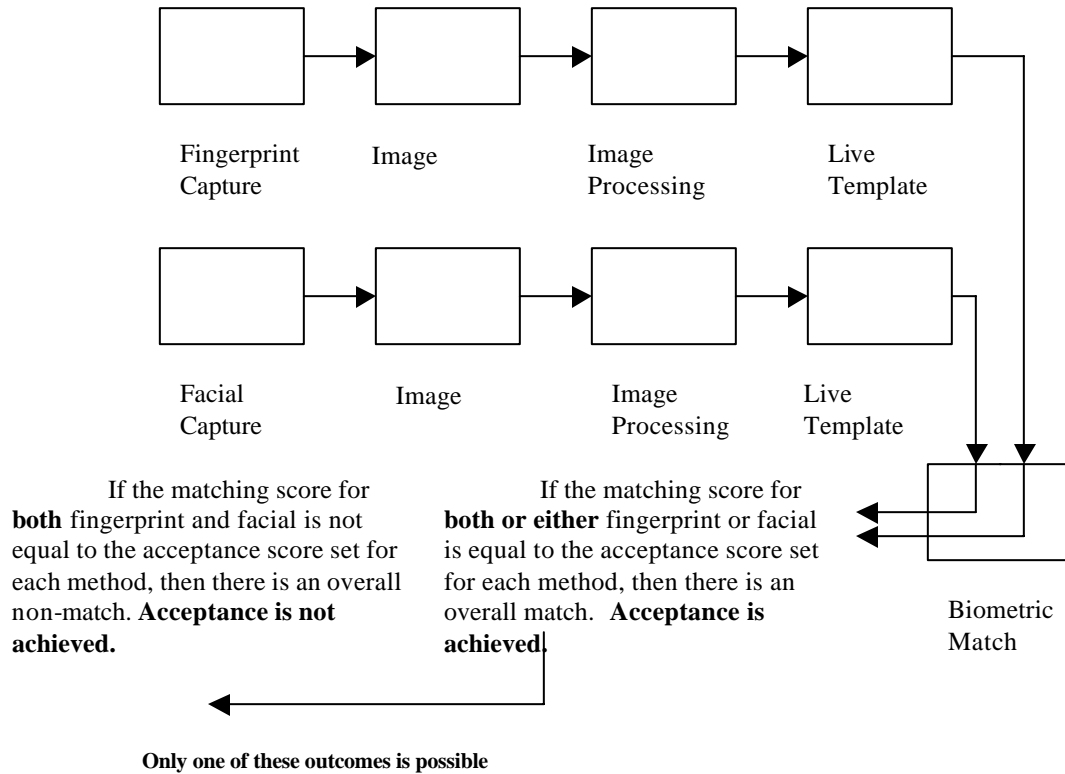 Fingerprint
Capture
Image
Image
Processing
Live
Template
Facial
Capture
Image
Image
Processing
Live
Template
If the matching score for
both fingerprint and facial is not
equal to the acceptance score set for
each method, then there is an overall
non-match. Acceptance is not
achieved.
If the matching score for
both or either fingerprint or facial
is equal to the acceptance score set
for each method, then there is an
overall match. Acceptance is
achieved.
Biometric
Match
Only one of these outcomes is possible